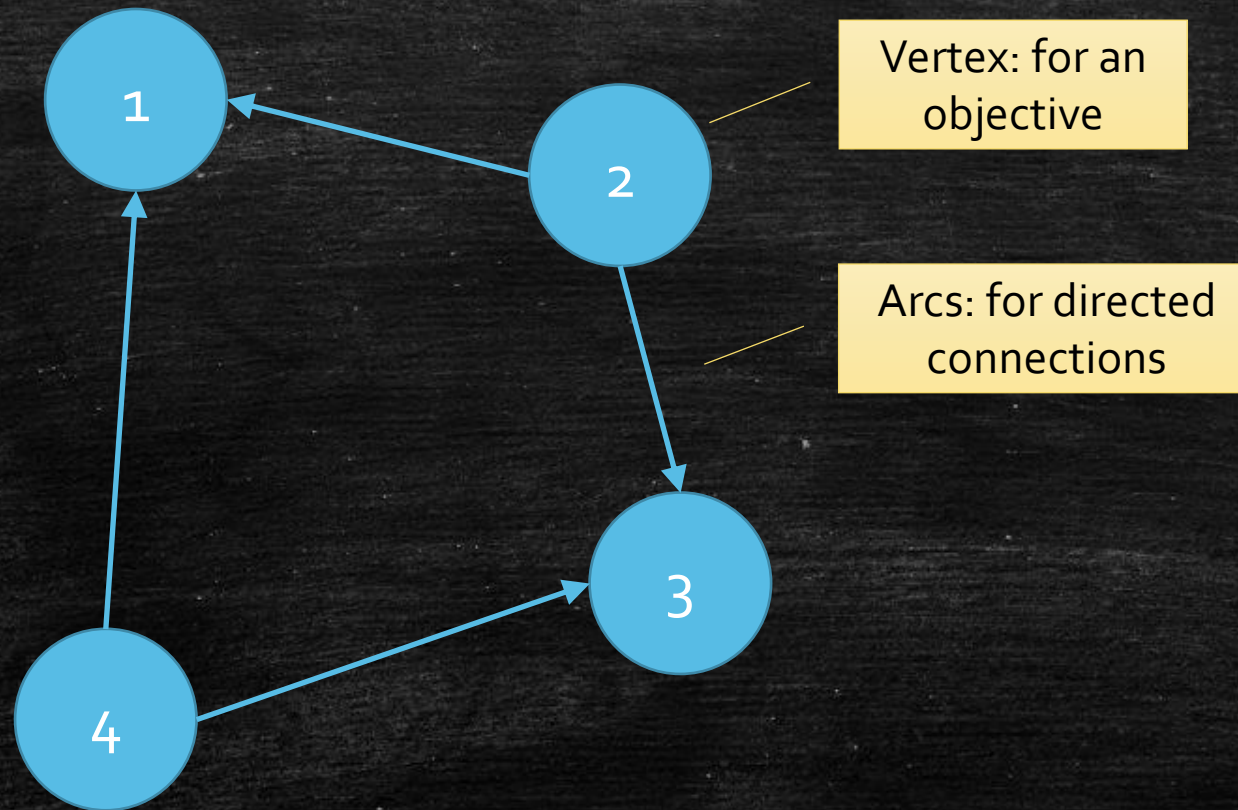 1
2
Vertex: for an
objective
Arcs: for directed
connections
3
4